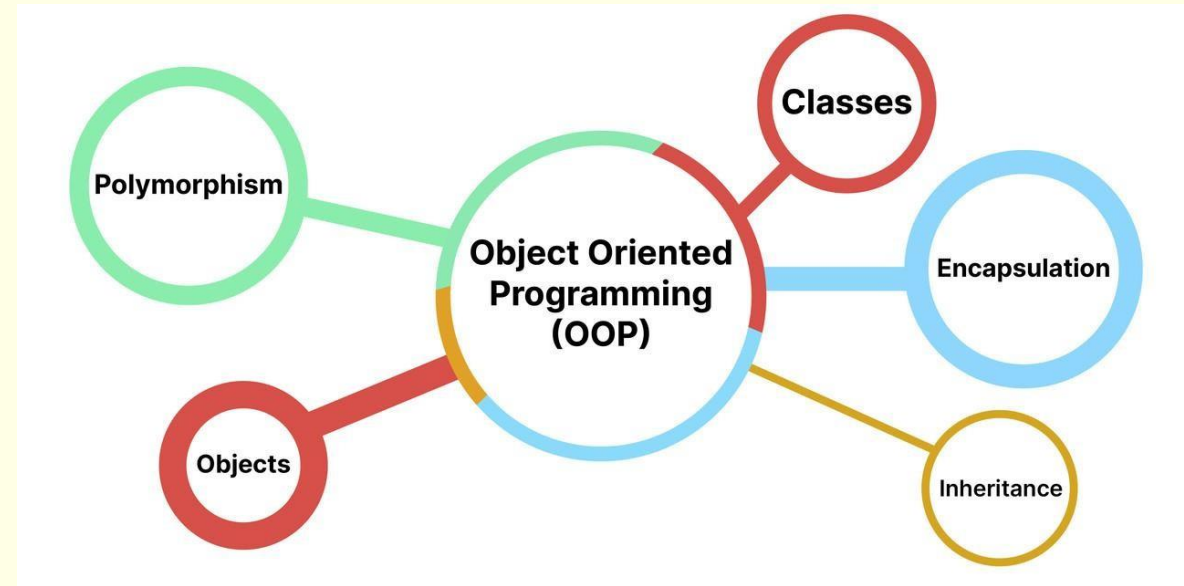 Classes
Polymorphism
Object Oriented
Programming
(OOP)
Encapsulation
Objects
Inheritance